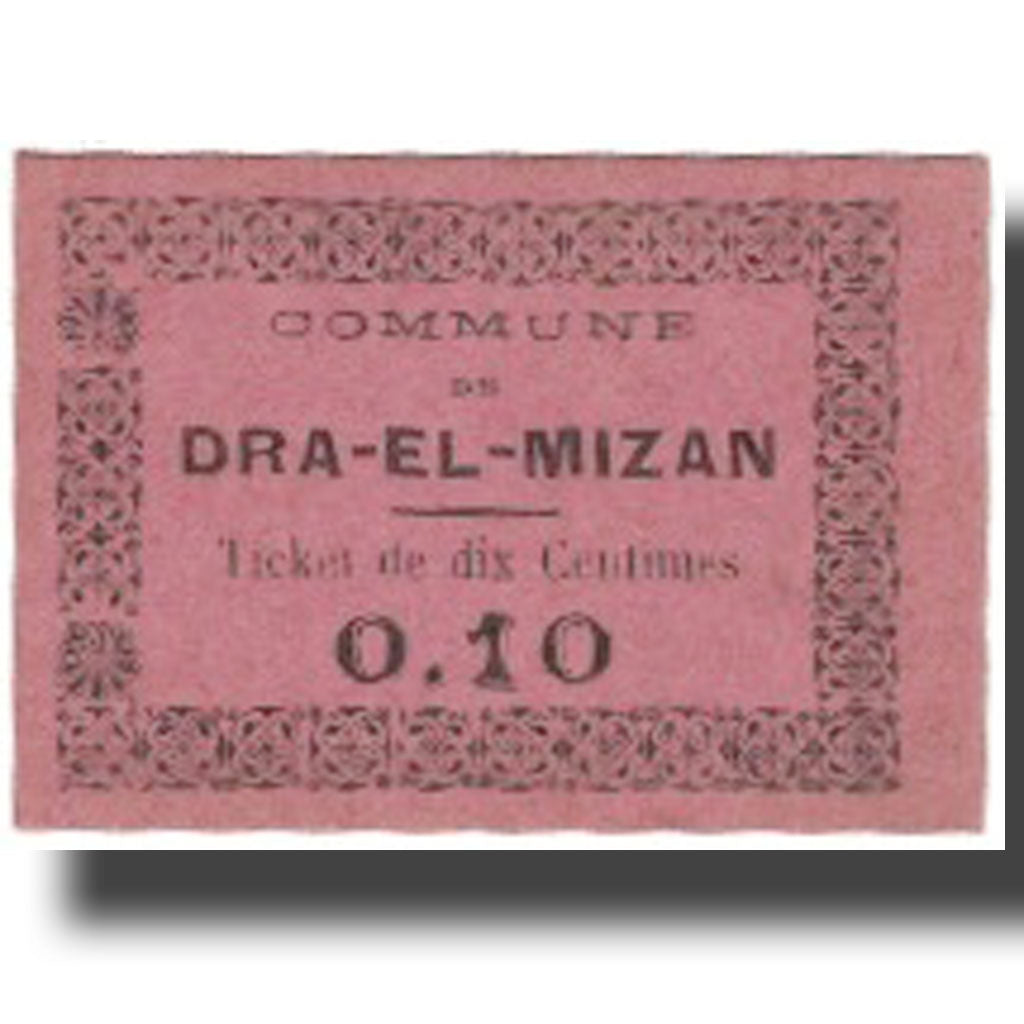 COMMUNE
DE
DRA-EL-MIZAN
Ticket de dix Centimes
0.10